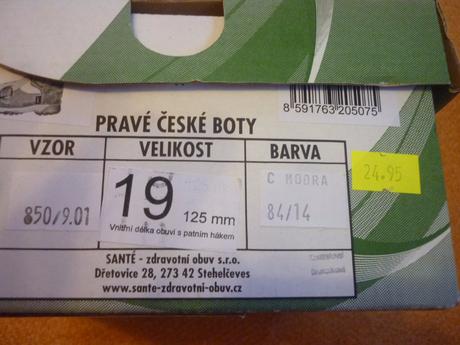 8 591763 205075
PRAVÉ ČESKÉ BOTY
VZOR VELIKOST BARVA
850/9.01 19 125 mm C MODRA 84/14 24.95
Vnitřní délka obuvi s patním hákem
SANTÉ - zdravotní obuv s.r.o.
Dřetovice 28, 273 42 Stehelčeves
www.sante-zdravotni-obuv.cz